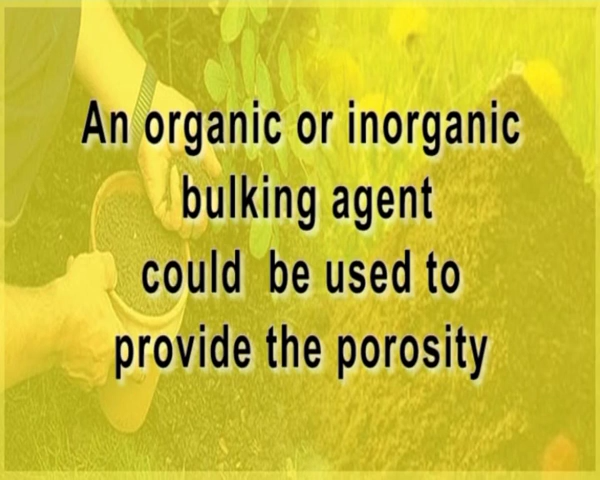 An organic or inorganic
bulking agent
could be used to
provide the porosity